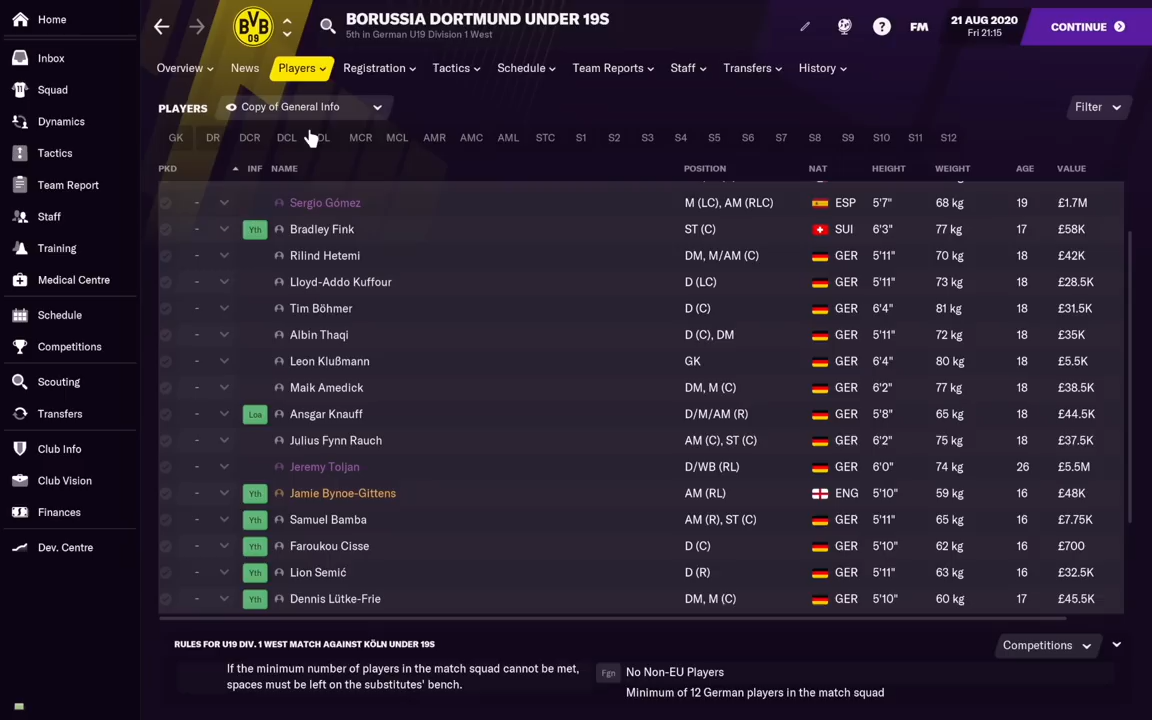 Home
Inbox
Squad
Dynamics
Tactics
Team Report
Staff
Training
Medical Centre
Schedule
Competitions
Scouting
Transfers
Club Info
Club Vision
Finances
Dev. Centre
BVB
09
BORUSSIA DORTMUND UNDER 19S
5th in German U19 Division 1 West
?
FM
21 AUG 2020
Fri 21:15
CONTINUE
Overview News Players Registration Tactics Schedule Team Reports Staff Transfers History
PLAYERS Copy of General Info Filter
GK DR DCR DCL MCR MCL AMR AMC AML STC S1 S2 S3 S4 S5 S6 S7 S8 S9 S10 S11 S12
PKD INF NAME POSITION NAT HEIGHT WEIGHT AGE VALUE
- Sergio Gómez M (LC), AM (RLC) ESP 5'7" 68 kg 19 £1.7M
- Yth Bradley Fink ST (C) SUI 6'3" 77 kg 17 £58K
- Rilind Hetemi DM, M/AM (C) GER 5'11" 70 kg 18 £42K
- Lloyd-Addo Kuffour D (LC) GER 5'11" 73 kg 18 £28.5K
- Tim Böhmer D (C) GER 6'4" 81 kg 18 £31.5K
- Albin Thaqi D (C), DM GER 5'11" 72 kg 18 £35K
- Leon Klußmann GK GER 6'4" 80 kg 18 £5.5K
- Maik Amedick DM, M (C) GER 6'2" 77 kg 18 £38.5K
- Loa Ansgar Knauff D/M/AM (R) GER 5'8" 65 kg 18 £44.5K
- Julius Fynn Rauch AM (C), ST (C) GER 6'2" 75 kg 18 £37.5K
- Jeremy Toljan D/WB (RL) GER 6'0" 74 kg 26 £5.5M
- Yth Jamie Bynoe-Gittens AM (RL) ENG 5'10" 59 kg 16 £48K
- Yth Samuel Bamba AM (R), ST (C) GER 5'11" 65 kg 16 £7.75K
- Yth Faroukou Cisse D (C) GER 5'10" 62 kg 16 £700
- Yth Lion Semić D (R) GER 5'11" 63 kg 16 £32.5K
- Yth Dennis Lütke-Frie DM, M (C) GER 5'10" 60 kg 17 £45.5K
RULES FOR U19 DIV. 1 WEST MATCH AGAINST KÖLN UNDER 19S
Competitions
If the minimum number of players in the match squad cannot be met,
spaces must be left on the substitutes' bench.
Fgn No Non-EU Players
Minimum of 12 German players in the match squad